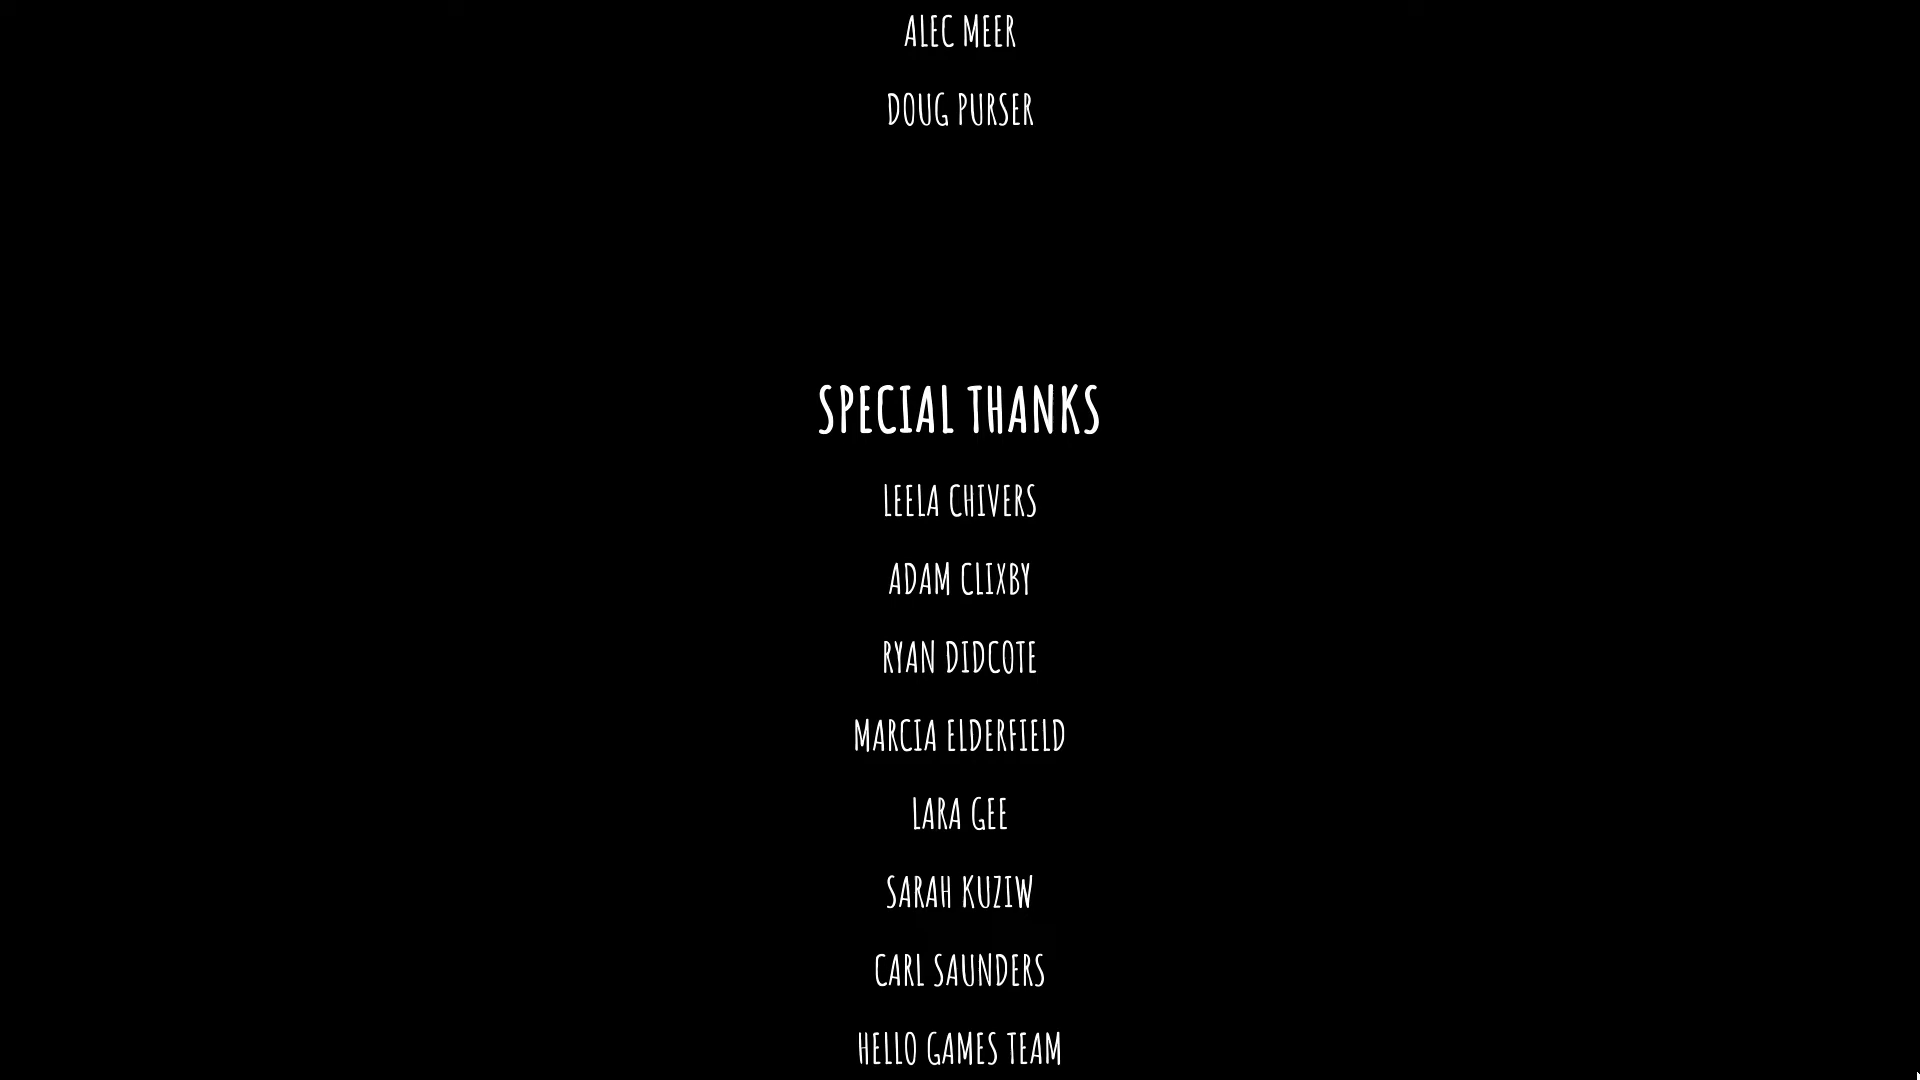 ALEC MEER
DOUG PURSER
SPECIAL THANKS
LEELA CHIVERS
ADAM CLIXBY
RYAN DIDCOTE
MARCIA ELDERFIELD
LARA GEE
SARAH KUZIW
CARL SAUNDERS
HELLO GAMES TEAM